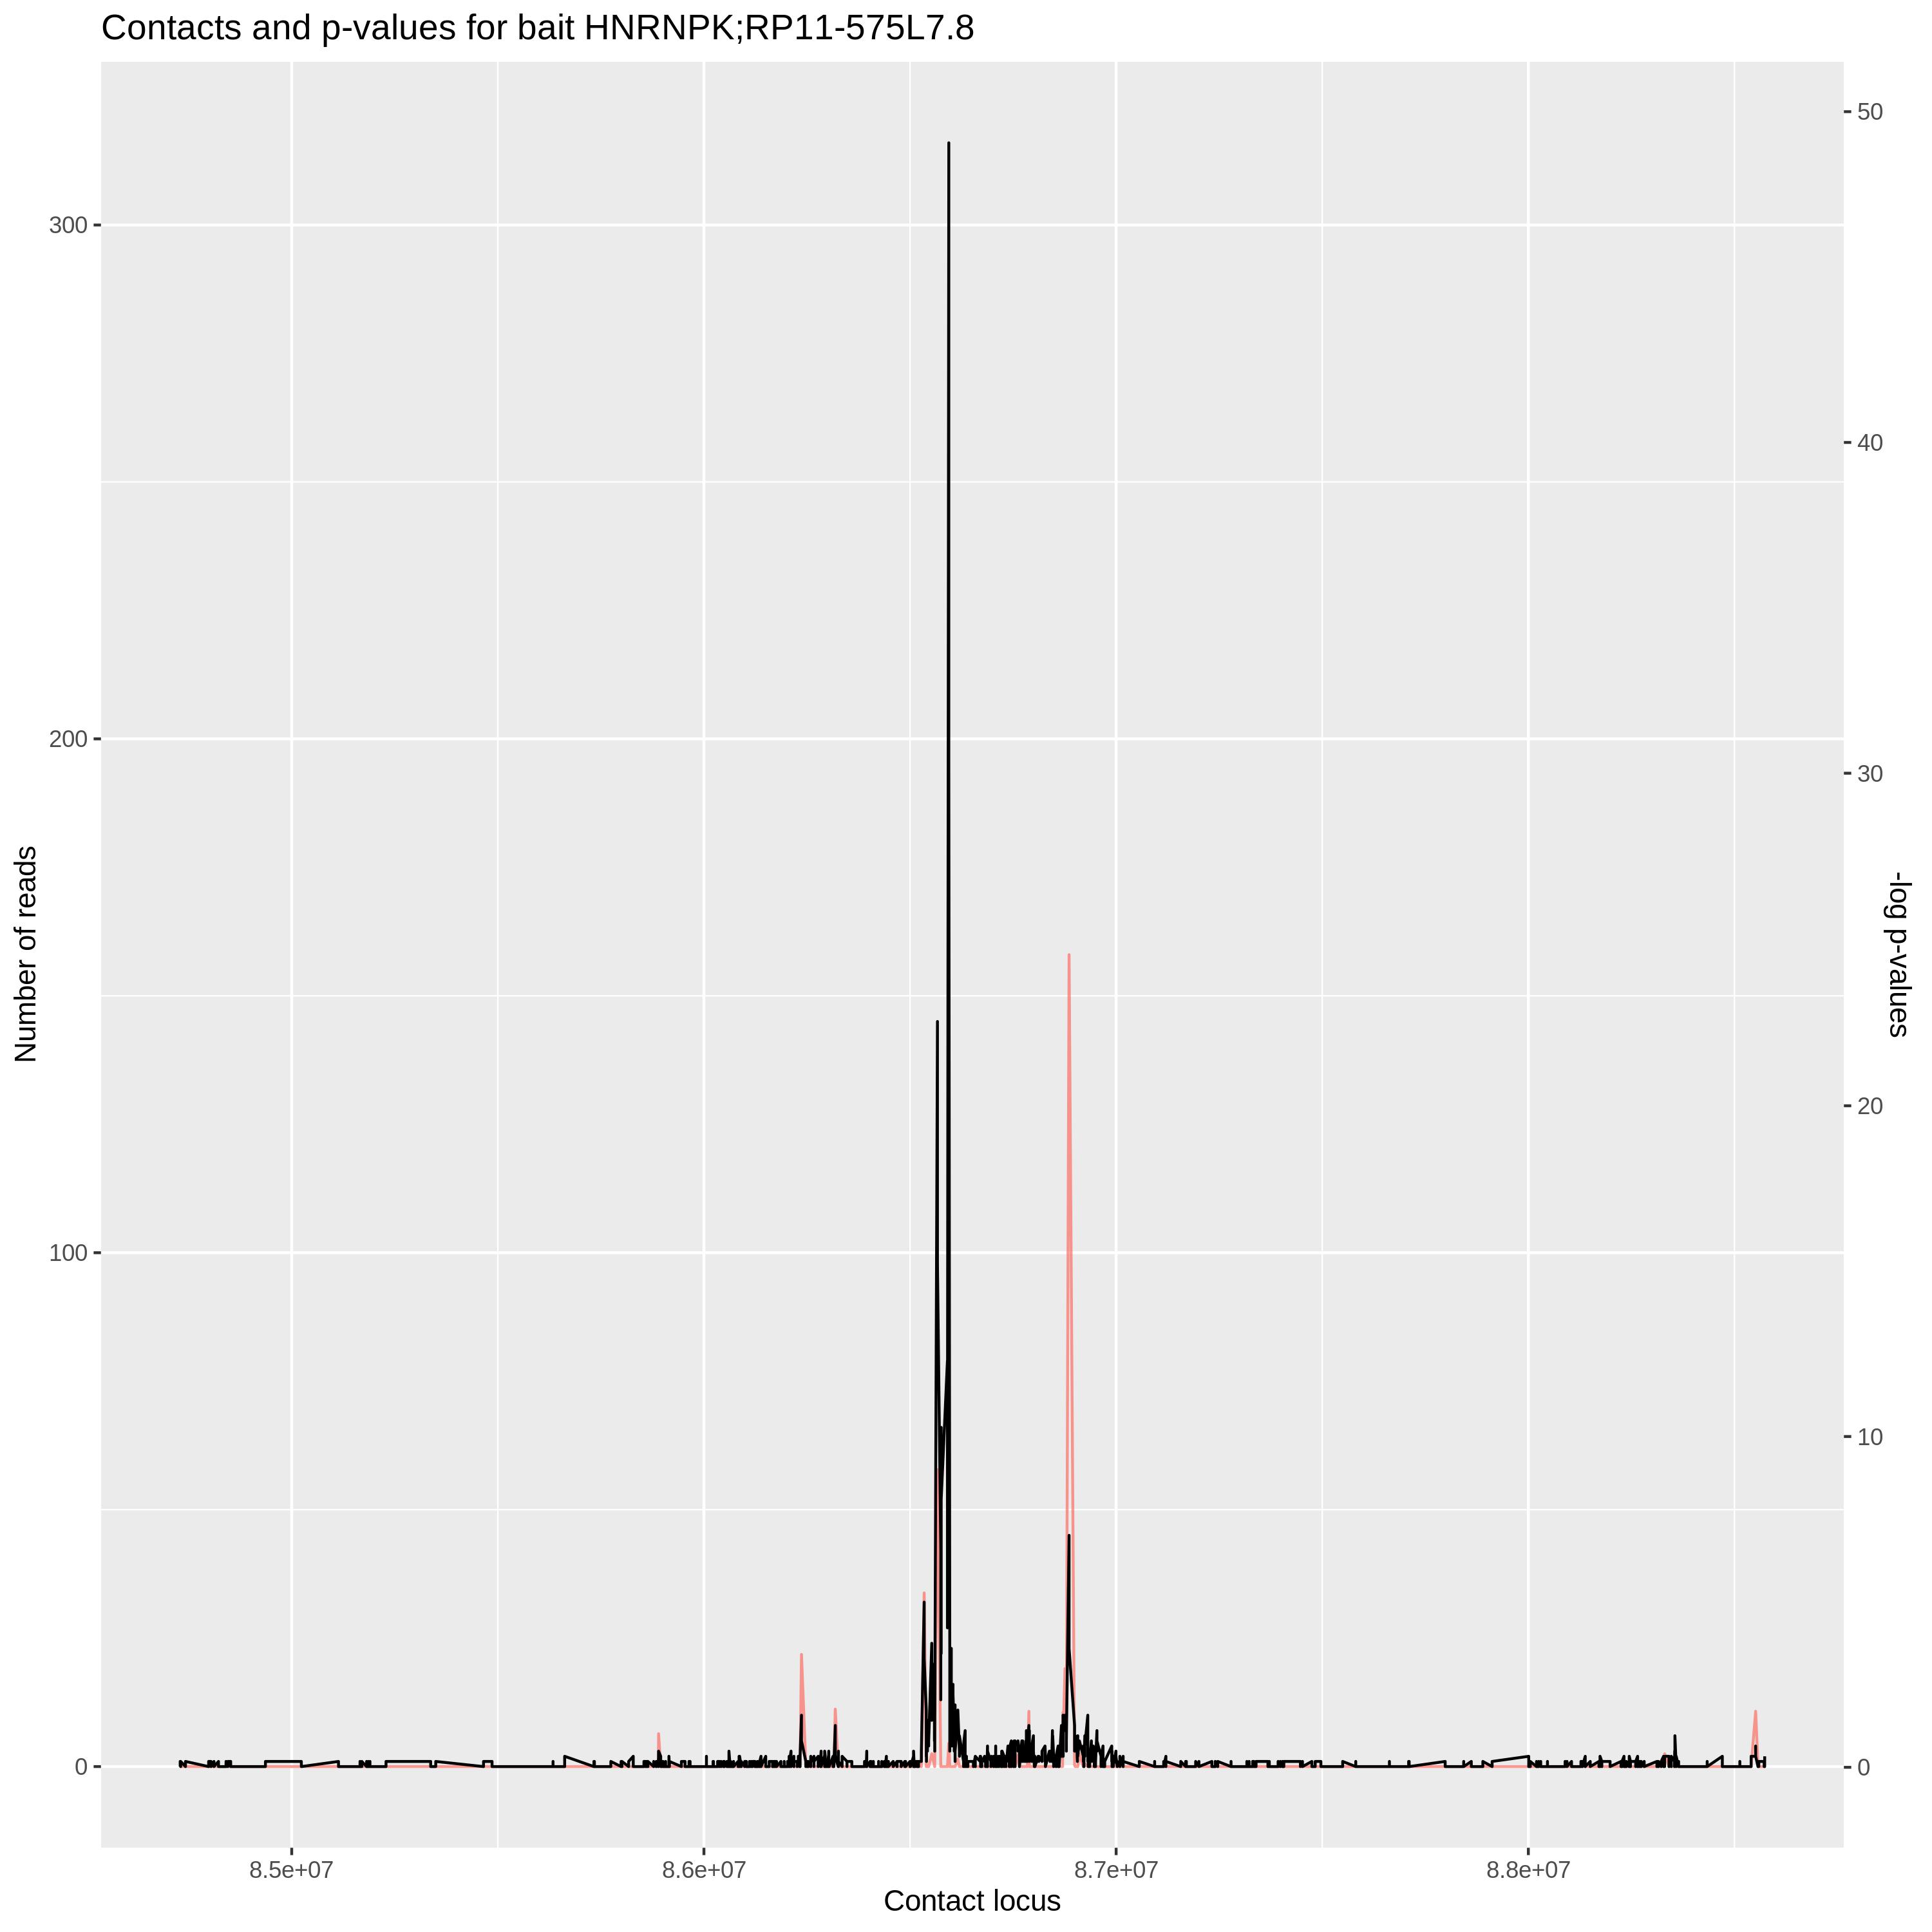 Contacts and p-values for bait HNRNPK;RP11-575L7.8
300
200
100
0
Number of reads
50
40
30
20
10
0
-log p-values
8.5e+07
8.6e+07
8.7e+07
8.8e+07
Contact locus